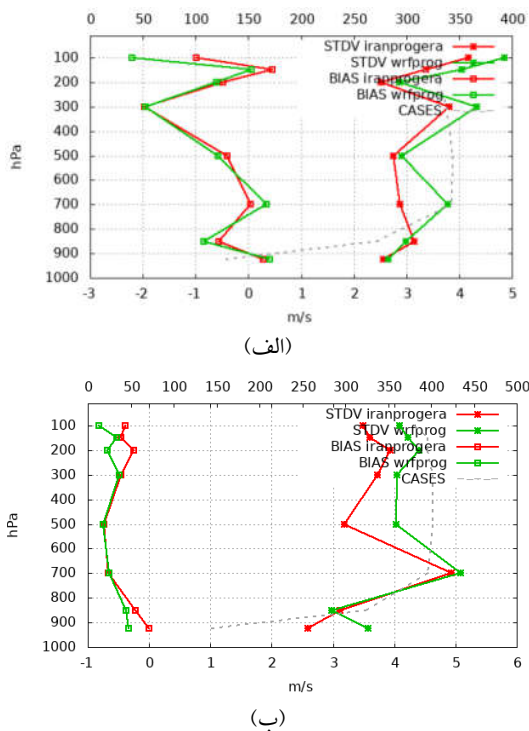 0 50 100 150 200 250 300 350 400
STDV iranprogera
STDV wrfprog
BIAS iranprogera
BIAS wrfprog
CASES
100
200
300
400
500
600
700
800
900
1000
hPa
-3 -2 -1 0 1 2 3 4 5
m/s
(الف)
0 50 100 150 200 250 300 350 400 450 500
STDV iranprogera
STDV wrfprog
BIAS iranprogera
BIAS wrfprog
CASES
100
200
300
400
500
600
700
800
900
1000
hPa
-1 0 1 2 3 4 5 6
m/s
(ب)